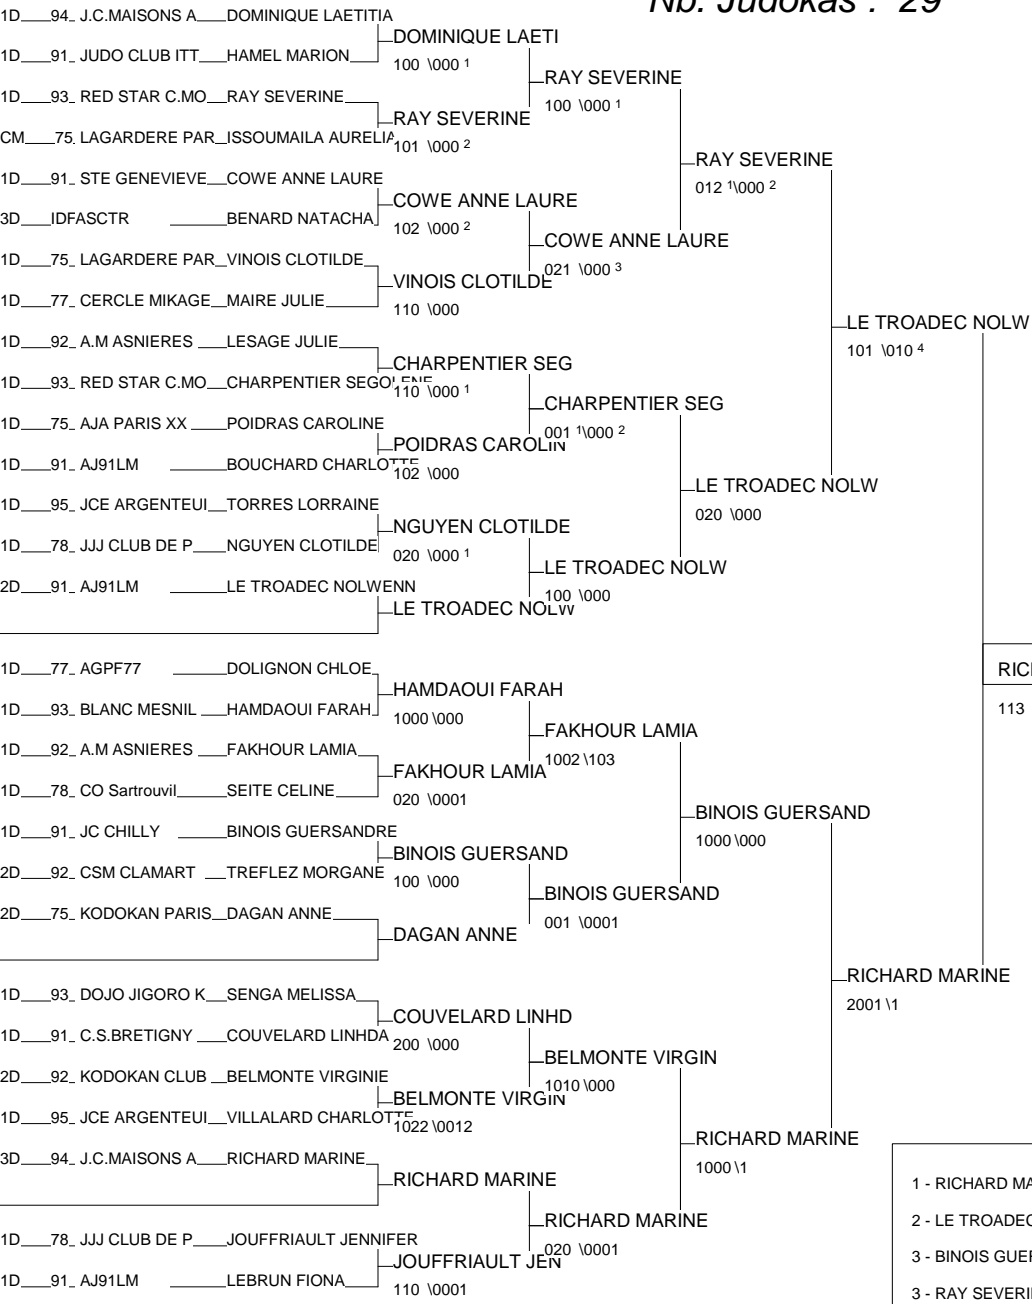 Nb. Judokas : 29
1D 94 J.C.MAISONS A DOMINIQUE LAETITIA
DOMINIQUE LAETI
1D 91 JUDO CLUB ITT HAMEL MARION
100 \000 1
RAY SEVERINE
1D 93 RED STAR C.MO RAY SEVERINE
100 \000 1
RAY SEVERINE
CM 75 LAGARDERE PAR ISSOUMAILA AURELIA
101 \000 2
RAY SEVERINE
1D 91 STE GENEVIEVE COWE ANNE LAURE
012 1\000 2
COWE ANNE LAURE
3D IDFASCTR BENARD NATACHA
102 \000 2
COWE ANNE LAURE
1D 75 LAGARDERE PAR VINOIS CLOTILDE
021 \000 3
VINOIS CLOTILDE
1D 77 CERCLE MIKAGE MAIRE JULIE
110 \000
LE TROADEC NOLW
1D 92 A.M ASNIERES LESAGE JULIE
101 \010 4
CHARPENTIER SEG
1D 93 RED STAR C.MO CHARPENTIER SEGOLENE
110 \000 1
CHARPENTIER SEG
1D 75 AJA PARIS XX POIDRAS CAROLINE
001 1\000 2
POIDRAS CAROLIN
1D 91 AJ91LM BOUCHARD CHARLOTTE
102 \000
LE TROADEC NOLW
1D 95 JCE ARGENTEUI TORRES LORRAINE
020 \000
NGUYEN CLOTILDE
1D 78 JJJ CLUB DE P NGUYEN CLOTILDE
020 \000 1
LE TROADEC NOLW
2D 91 AJ91LM LE TROADEC NOLWENN
100 \000
LE TROADEC NOLW
1D 77 AGPF77 DOLIGNON CHLOE
HAMDAOUI FARAH
1D 93 BLANC MESNIL HAMDAOUI FARAH
1000 \000
113
FAKHOUR LAMIA
1D 92 A.M ASNIERES FAKHOUR LAMIA
1002 \103
FAKHOUR LAMIA
1D 78 CO Sartrouvil SEITE CELINE
020 \0001
BINOIS GUERSAND
1D 91 JC CHILLY BINOIS GUERSANDRE
1000 \000
BINOIS GUERSAND
2D 92 CSM CLAMART TREFLEZ MORGANE
100 \000
BINOIS GUERSAND
2D 75 KODOKAN PARIS DAGAN ANNE
001 \0001
DAGAN ANNE
RICHARD MARINE
1D 93 DOJO JIGORO K SENGA MELISSA
2001 \1
COUVELARD LINHD
1D 91 C.S.BRETIGNY COUVELARD LINHDA
200 \000
BELMONTE VIRGIN
2D 92 KODOKAN CLUB BELMONTE VIRGINIE
1010 \000
BELMONTE VIRGIN
1D 95 JCE ARGENTEUI VILLALARD CHARLOTTE
1022 \0012
RICHARD MARINE
3D 94 J.C.MAISONS A RICHARD MARINE
1000 \1
RICHARD MARINE
1 - RICHARD MA
RICHARD MARINE
2 - LE TROADEC
1D 78 JJJ CLUB DE P JOUFFRIAULT JENNIFER
020 \0001
3 - BINOIS GUER
JOUFFRIAULT JEN
1D 91 AJ91LM LEBRUN FIONA
110 \0001
3 - RAY SEVERI